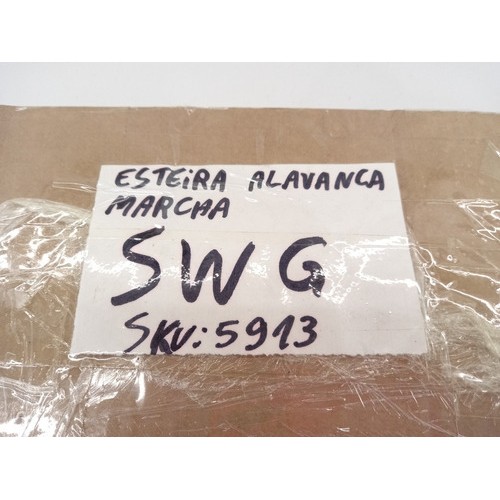 ESTEiRA ALAVANCA
MARCHA
SWG
SKU:5913